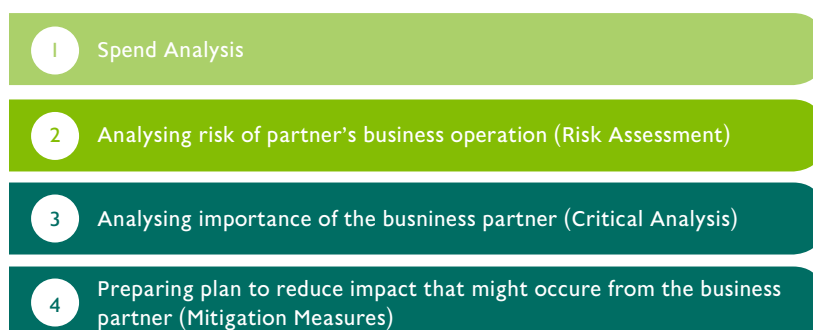 1 Spend Analysis
2 Analysing risk of partner's business operation (Risk Assessment)
3 Analysing importance of the busniness partner (Critical Analysis)
4 Preparing plan to reduce impact that might occure from the business
partner (Mitigation Measures)